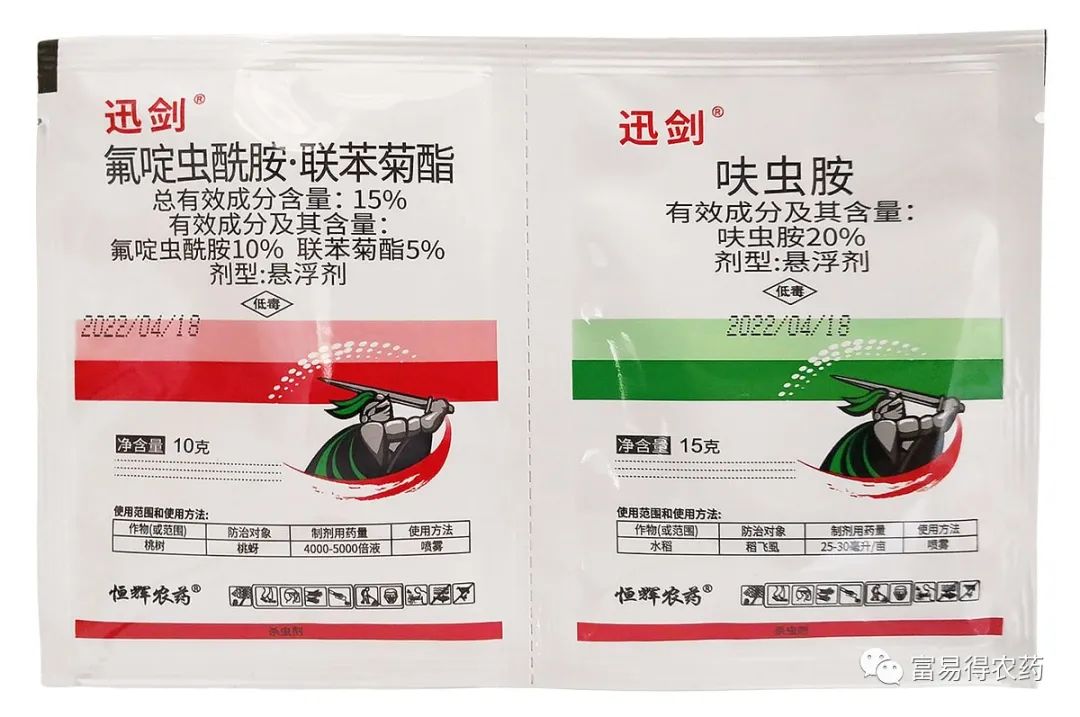 迅剑®
氟啶虫酰胺·联苯菊酯
总有效成分含量：15%
有效成分及其含量：
氟啶虫酰胺10% 联苯菊酯5%
剂型:悬浮剂
低毒
2022/04/18
净含量 10克
使用范围和使用方法:
作物(或范围) 防治对象 制剂用药量 使用方法
桃树 桃蚜 4000-5000倍液 喷雾
恒辉农药®
杀虫剂
迅剑®
呋虫胺
有效成分及其含量：
呋虫胺20%
剂型:悬浮剂
低毒
2022/04/18
净含量 15克
使用范围和使用方法:
作物(或范围) 防治对象 制剂用药量 使用方法
水稻 稻飞虱 25-30毫升/亩 喷雾
恒辉农药®
杀虫剂
富易得农药